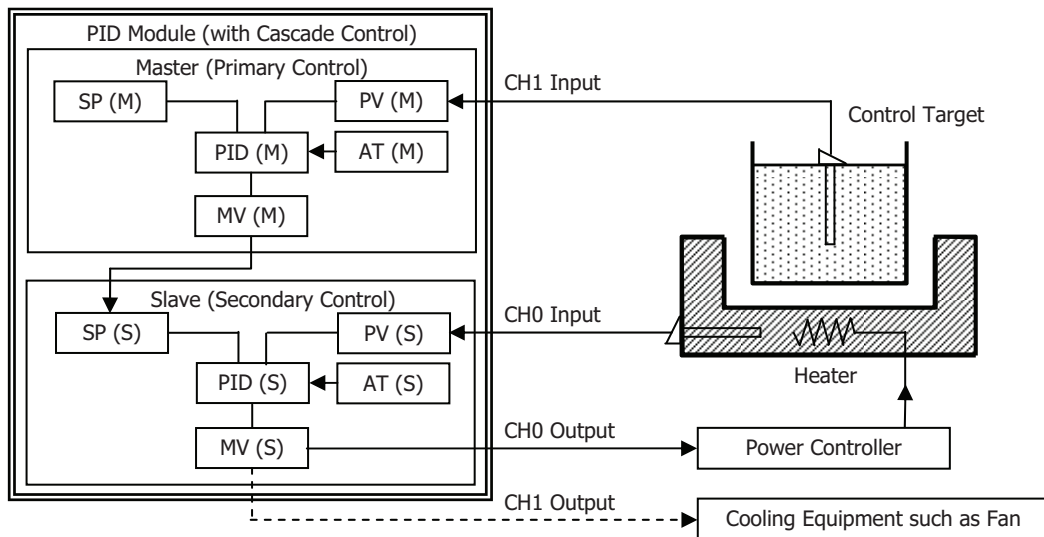 PID Module (with Cascade Control)
Master (Primary Control)
SP (M)
PV (M)
CH1 Input
Control Target
PID (M)
AT (M)
MV (M)
Slave (Secondary Control)
SP (S)
PV (S)
CH0 Input
PID (S)
AT (S)
Heater
MV (S)
CH0 Output
Power Controller
CH1 Output
Cooling Equipment such as Fan